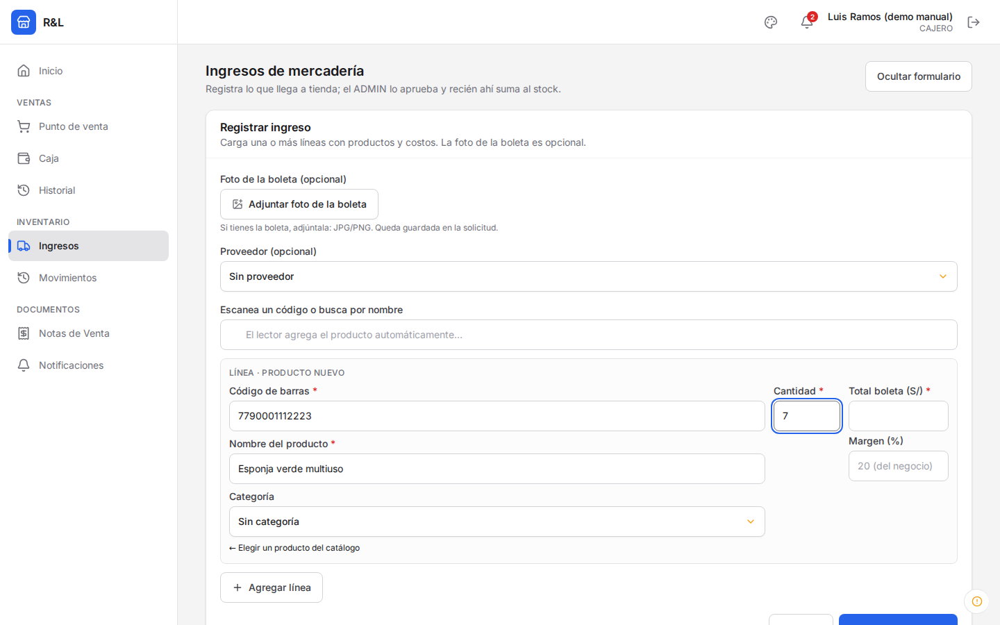 R&L
2
Luis Ramos (demo manual)
CAJERO
Inicio
VENTAS
Punto de venta
Caja
Historial
INVENTARIO
Ingresos
Movimientos
DOCUMENTOS
Notas de Venta
Notificaciones
Ingresos de mercadería
Registra lo que llega a tienda; el ADMIN lo aprueba y recién ahí suma al stock.
Ocultar formulario
Registrar ingreso
Carga una o más líneas con productos y costos. La foto de la boleta es opcional.
Foto de la boleta (opcional)
Adjuntar foto de la boleta
Si tienes la boleta, adjúntala: JPG/PNG. Queda guardada en la solicitud.
Proveedor (opcional)
Sin proveedor
Escanea un código o busca por nombre
El lector agrega el producto automáticamente...
LÍNEA · PRODUCTO NUEVO
Código de barras * Cantidad * Total boleta (S/) *
7790001112223 7
Nombre del producto * Margen (%)
Esponja verde multiuso 20 (del negocio)
Categoría
Sin categoría
← Elegir un producto del catálogo
+ Agregar línea